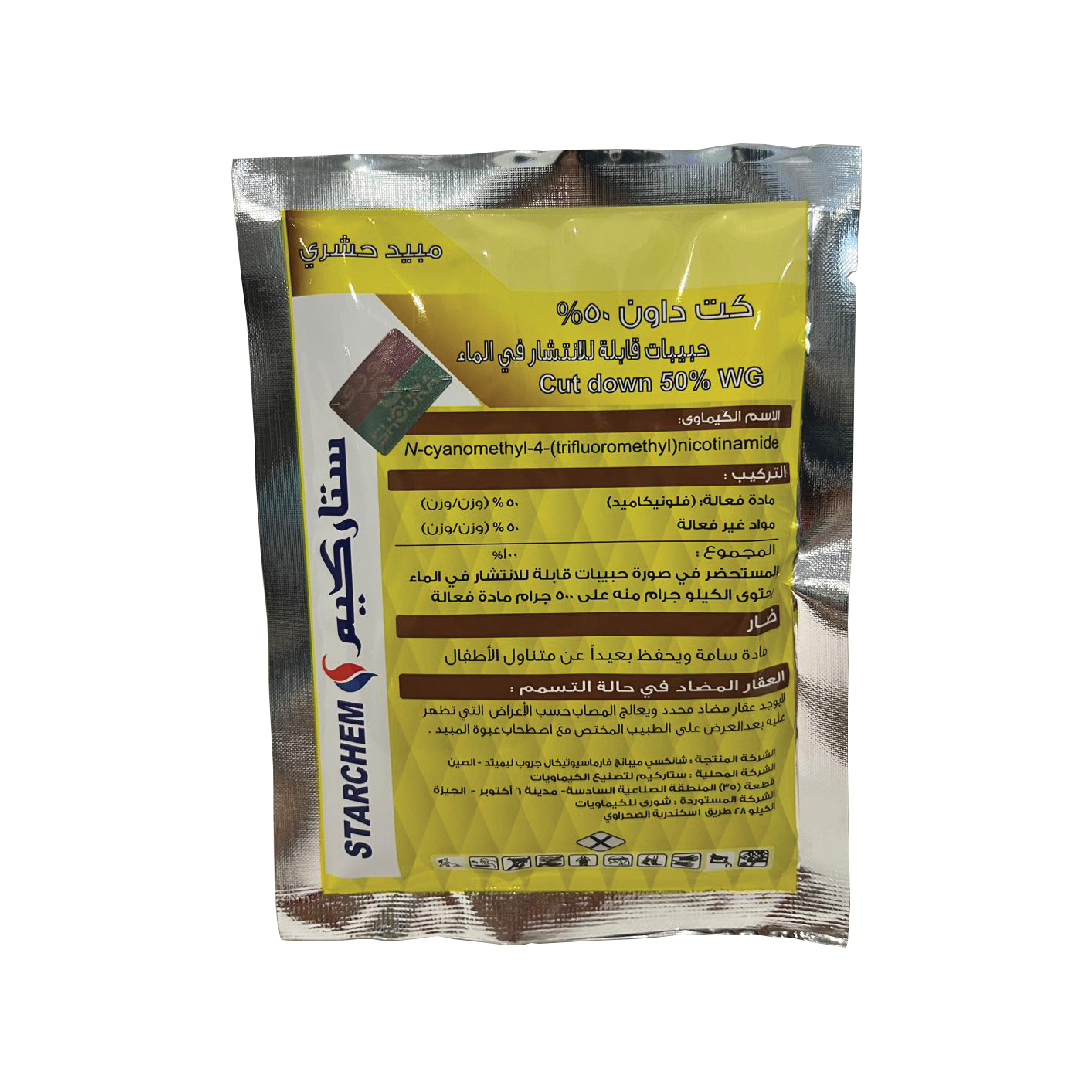 مبيد حشري
كت داون ٥٠%
حبيبات قابلة للانتشار في الماء
Cut down 50% WG
CHOURA
الاسم الكيماوى:
N-cyanomethyl-4-(trifluoromethyl)nicotinamide
التركيب :
مادة فعالة: (فلونيكاميد) ٥٠ % (وزن/وزن)
مواد غير فعالة ٥٠ % (وزن/وزن)
المجموع : ١٠٠%
المستحضر في صورة حبيبات قابلة للانتشار في الماء
يحتوى الكيلو جرام منه على ٥٠٠ جرام مادة فعالة
ضار
مادة سامة ويحفظ بعيداً عن متناول الأطفال
العقار المضاد في حالة التسمم :
لايوجد عقار مضاد محدد ويعالج المصاب حسب الأعراض التي تظهر
عليه بعد العرض على الطبيب المختص مع اصطحاب عبوة المبيد .
الشركة المنتجة : شانكسي ميبانج فارماسيوتيكال جروب ليميتد - الصين
الشركة المحلية : ستاركيم لتصنيع الكيماويات
قطعة (٣٥) المنطقة الصناعية السادسة- مدينة ٦ أكتوبر - الجيزة
الشركة المستوردة : شورى للكيماويات
الكيلو ٢٨ طريق اسكندرية الصحراوي
ستاركيم
STARCHEM